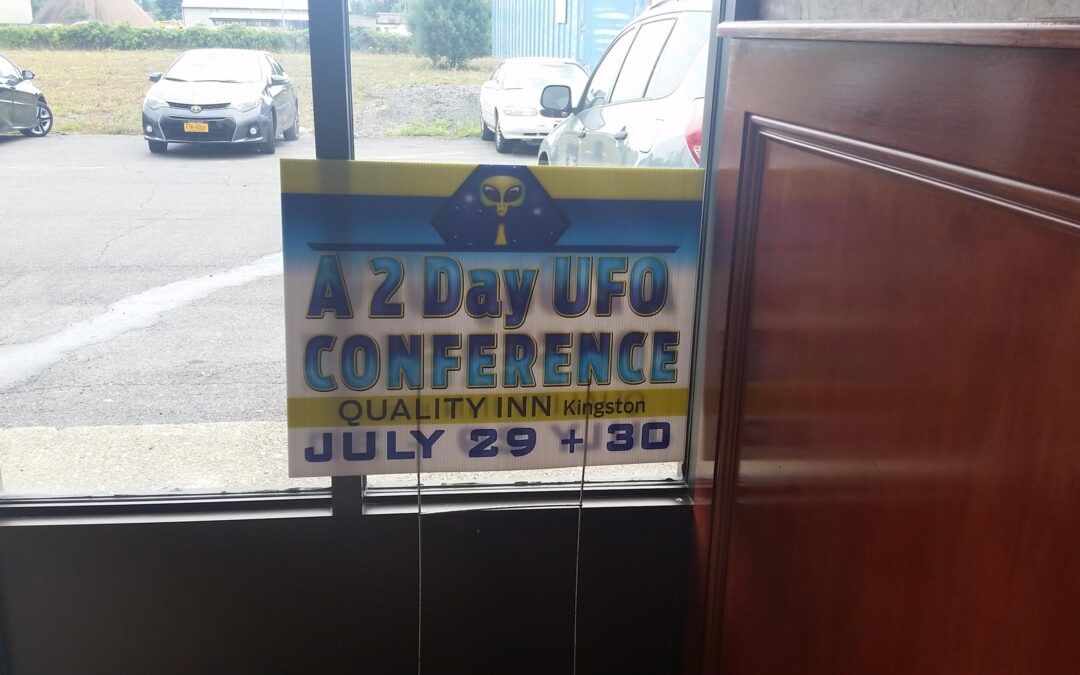 A 2 Day UFO
CONFERENCE
QUALITY INN Kingston
JULY 29 + 30